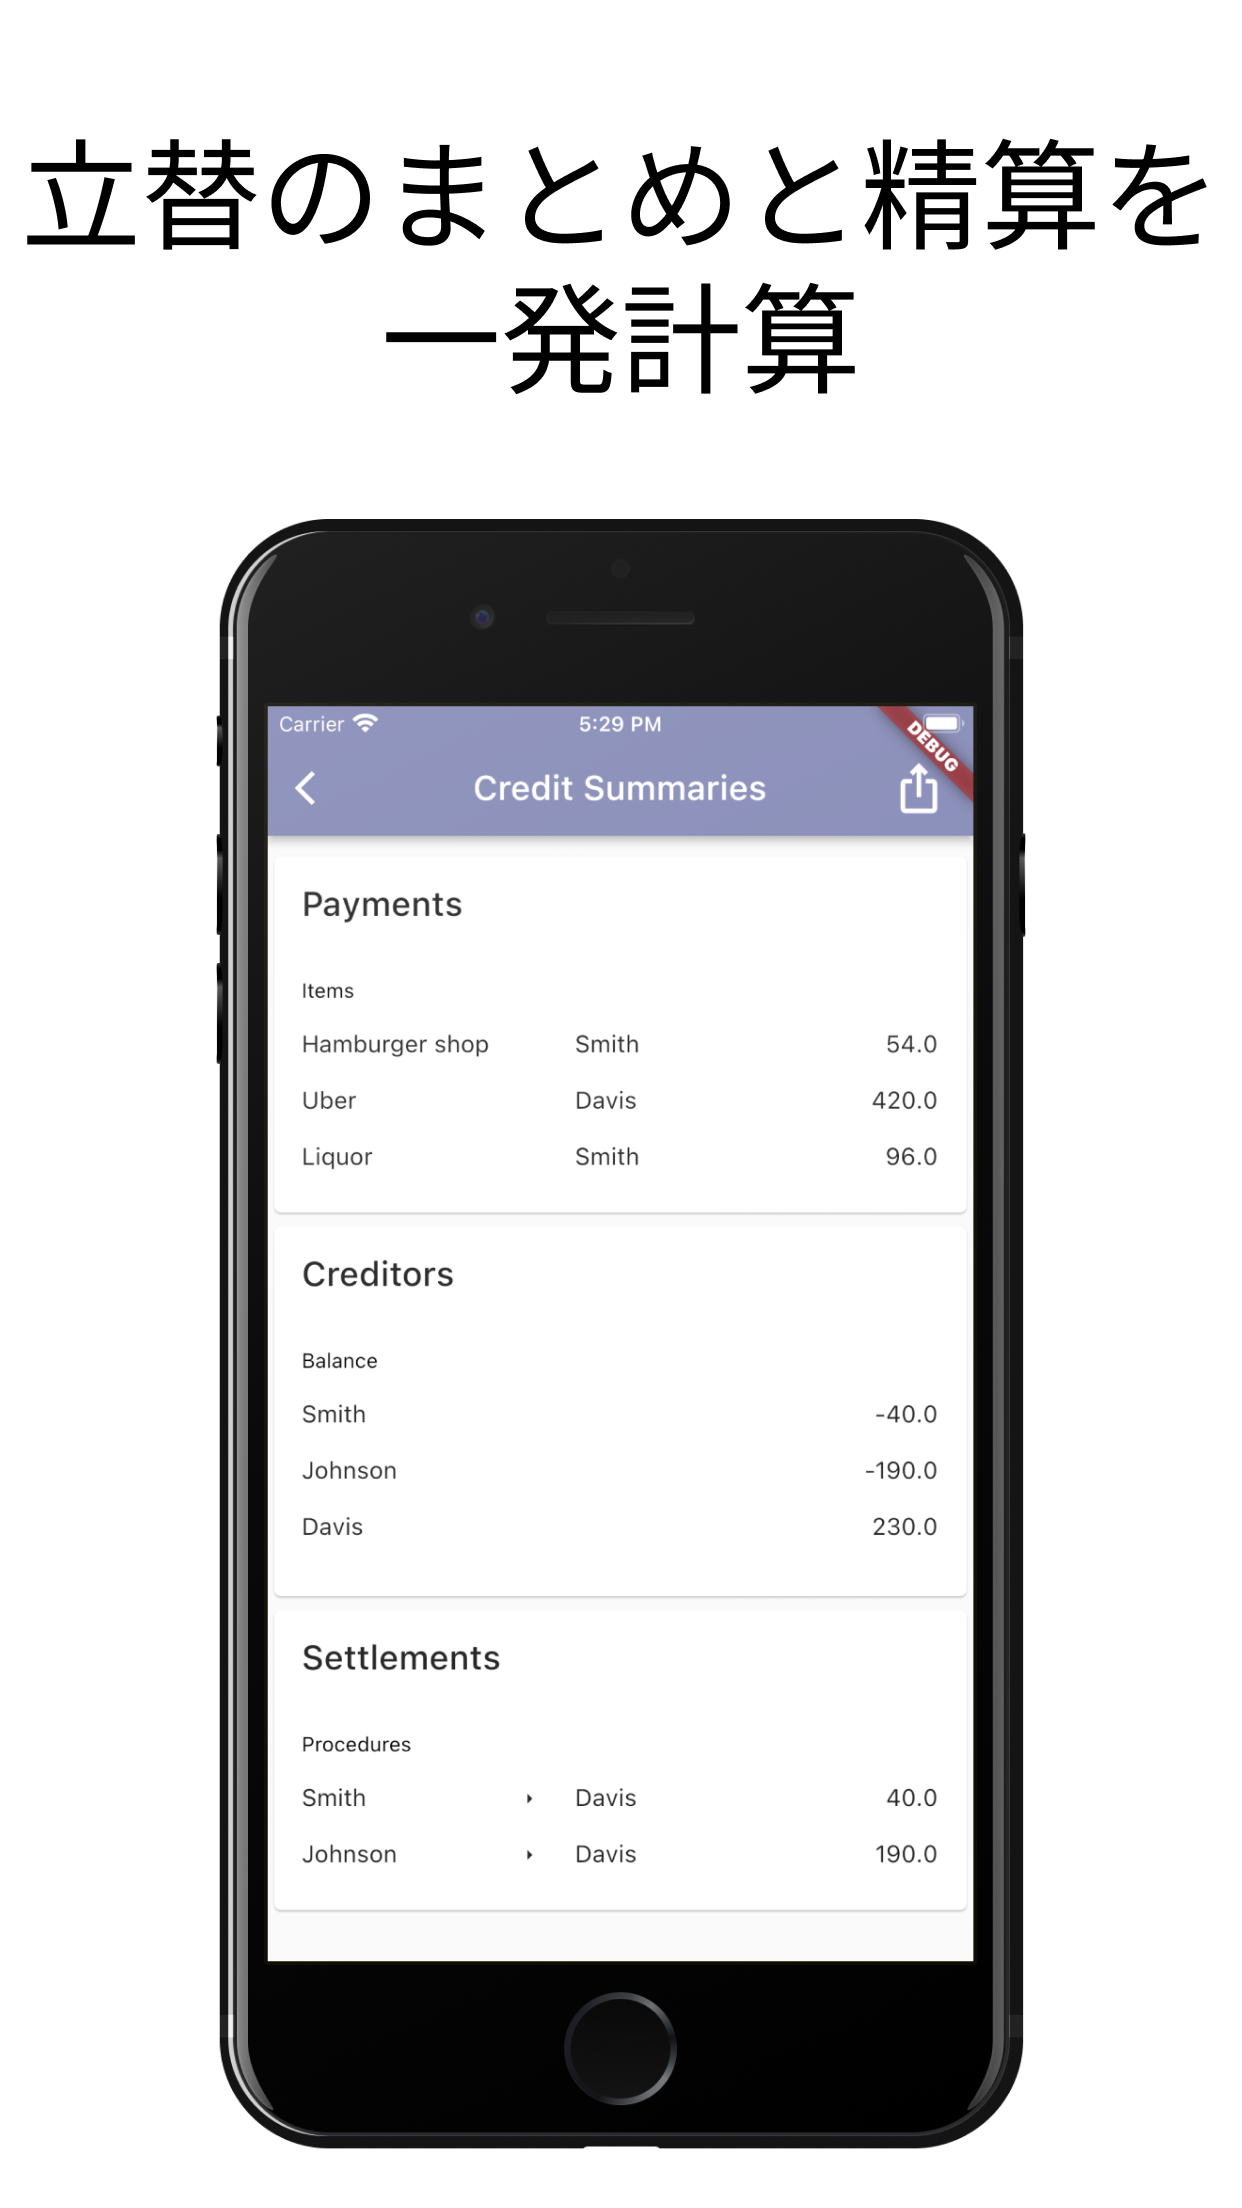 立替のまとめと精算を
一発計算
Carrier 5:29 PM
DEBUG
Credit Summaries
Payments
Items
Hamburger shop Smith 54.0
Uber Davis 420.0
Liquor Smith 96.0
Creditors
Balance
Smith -40.0
Johnson -190.0
Davis 230.0
Settlements
Procedures
Smith Davis 40.0
Johnson Davis 190.0